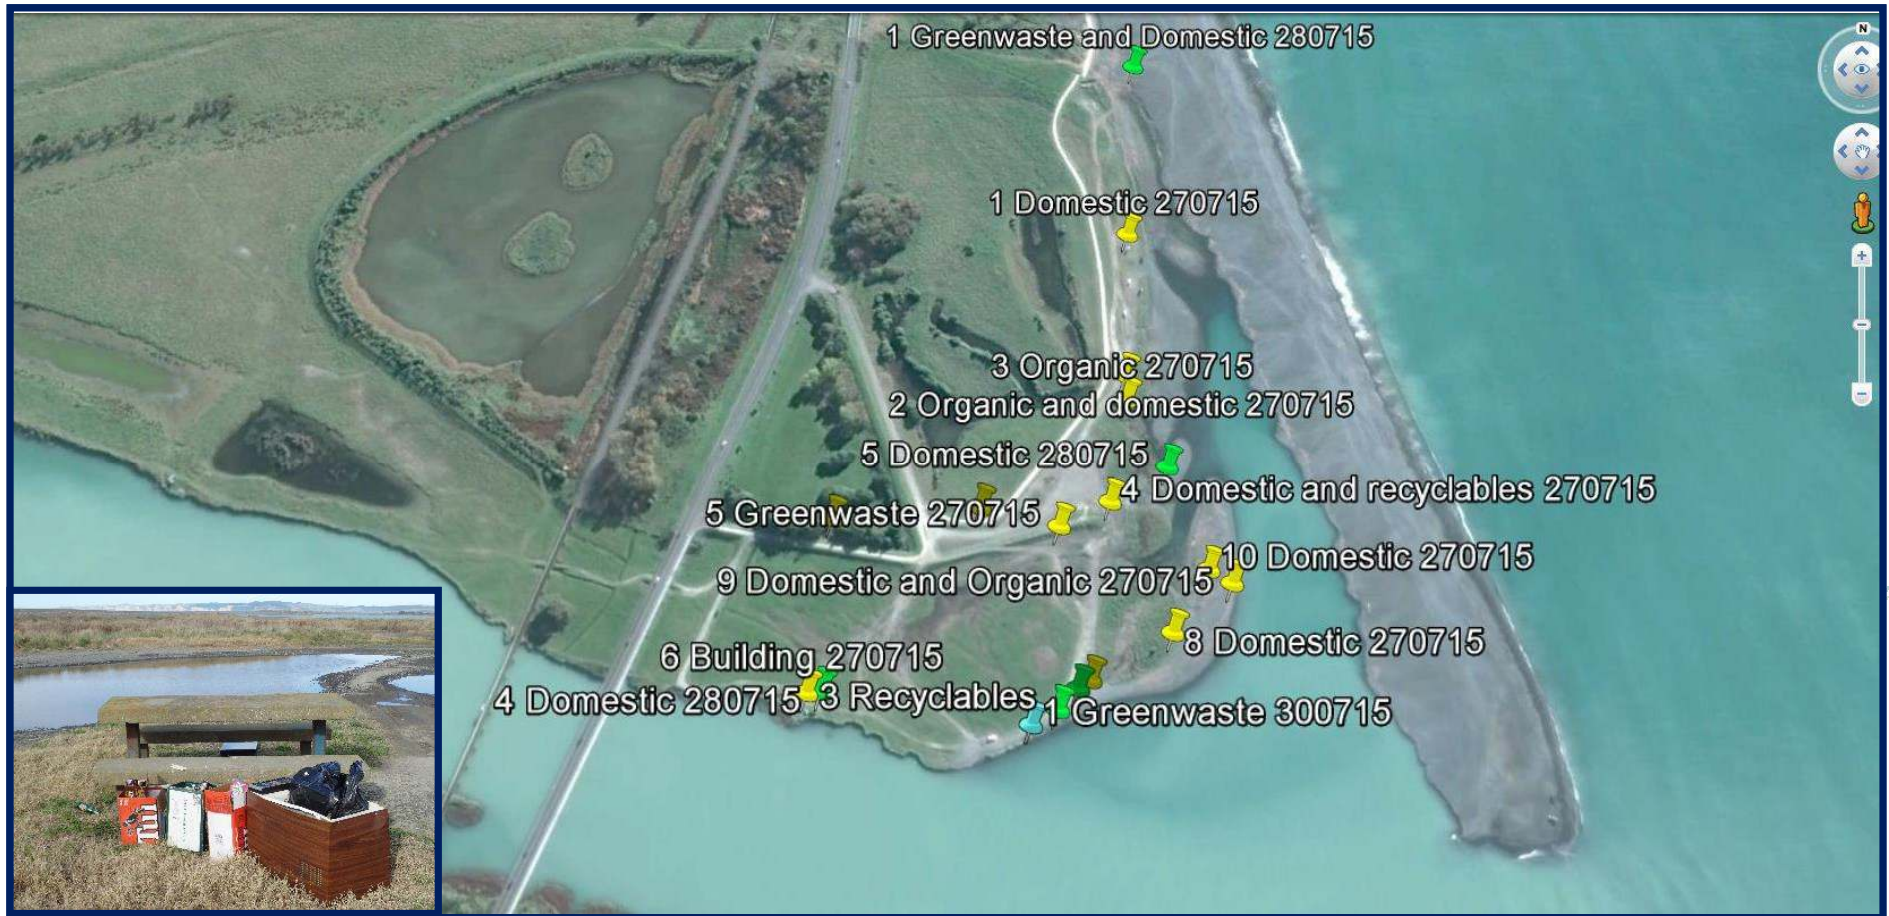 N
1 Greenwaste and Domestic 280715
1 Domestic 270715
3 Organic 270715
2 Organic and domestic 270715
5 Domestic 280715
4 Domestic and recyclables 270715
5 Greenwaste 270715
10 Domestic 270715
9 Domestic and Organic 270715
8 Domestic 270715
6 Building 270715
4 Domestic 280715
3 Recyclables
1 Greenwaste 300715
Tui